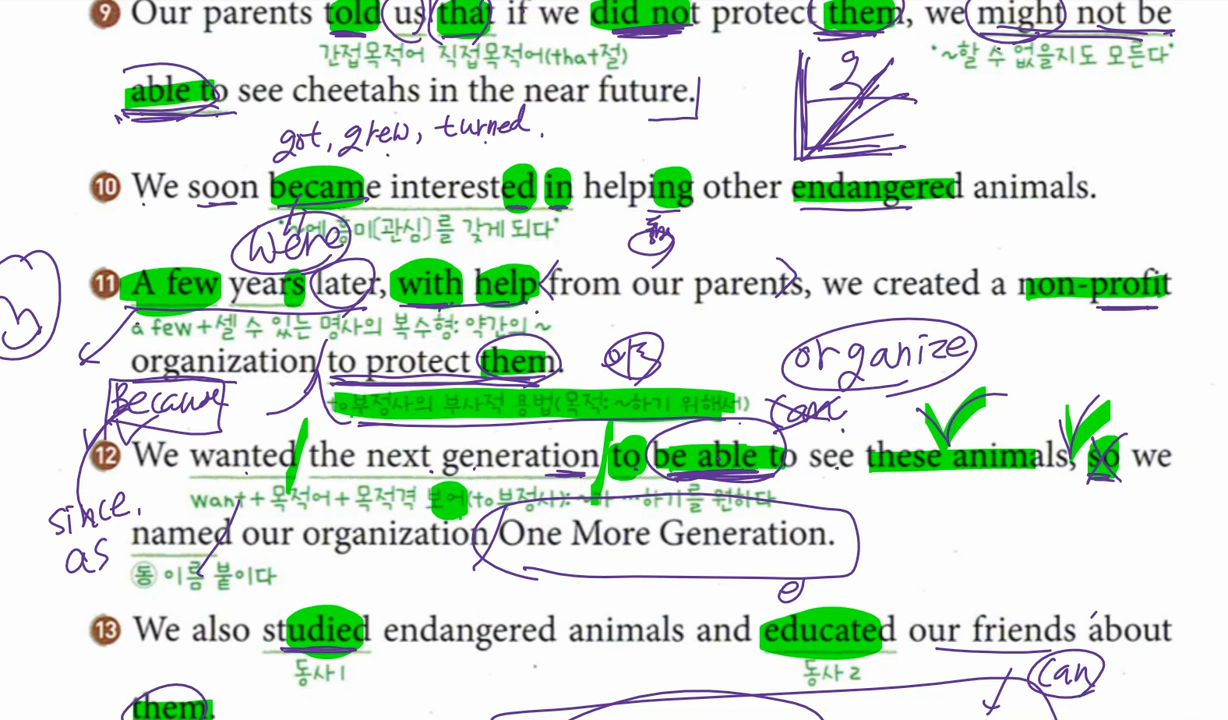 9 Our parents told us that if we did not protect them, we might not be
간접목적어 직접목적어(that+절) "~할 수 없을지도 모른다"
able to see cheetahs in the near future.
got, grew, turned.
10 We soon became interested in helping other endangered animals.
"~에 흥미[관심]를 갖게 되다"
were
11 A few years later, with help from our parents, we created a non-profit
a few+셀 수 있는 명사의 복수형: 약간의 ~
organization to protect them.
organize
to부정사의 부사적 용법(목적: ~하기 위해서)
Because
12 We wanted the next generation to be able to see these animals, so we
want+목적어+목적격 보어(to부정사): ~가 …하기를 원하다
since,
named our organization One More Generation.
as
동 이름 붙이다
e
13 We also studied endangered animals and educated our friends about
동사1 동사2
can
them.